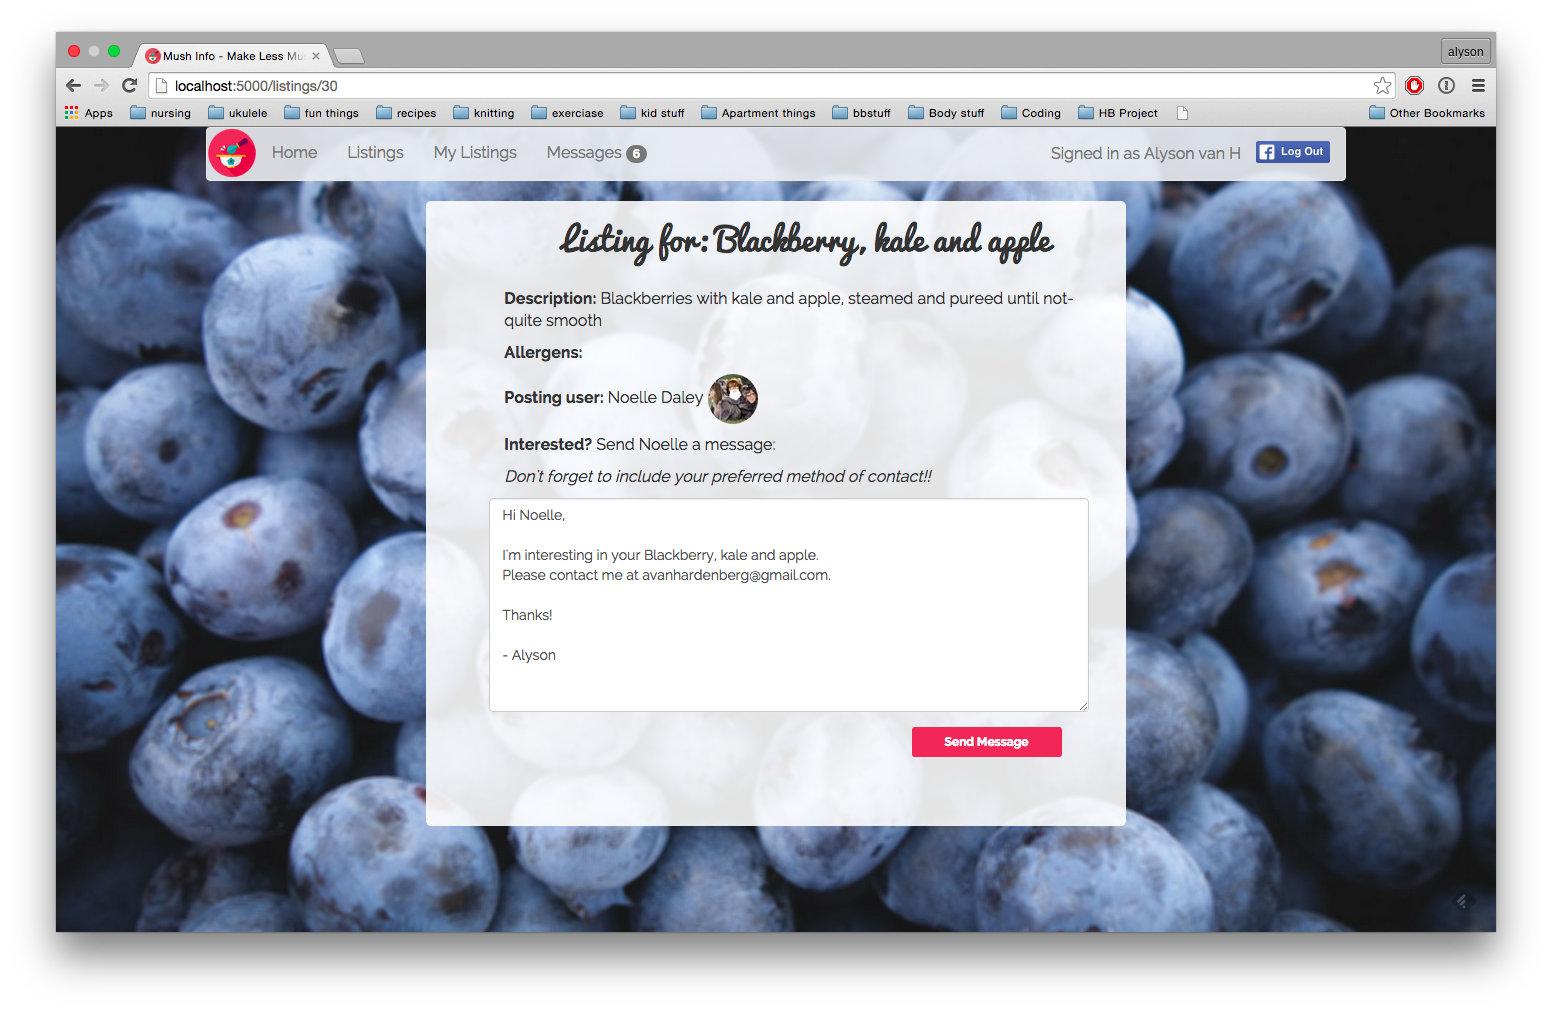 alyson
Mush Info - Make Less Mu
localhost:5000/listings/30
Apps nursing ukulele fun things recipes knitting exerciase kid stuff Apartment things bbstuff Body stuff Coding HB Project Other Bookmarks
Home Listings My Listings Messages 6 Signed in as Alyson van H Log Out
Listing for: Blackberry, kale and apple
Description: Blackberries with kale and apple, steamed and pureed until not-
quite smooth
Allergens:
Posting user: Noelle Daley
Interested? Send Noelle a message:
Don't forget to include your preferred method of contact!!
Hi Noelle,
I'm interesting in your Blackberry, kale and apple.
Please contact me at avanhardenberg@gmail.com.
Thanks!
- Alyson
Send Message